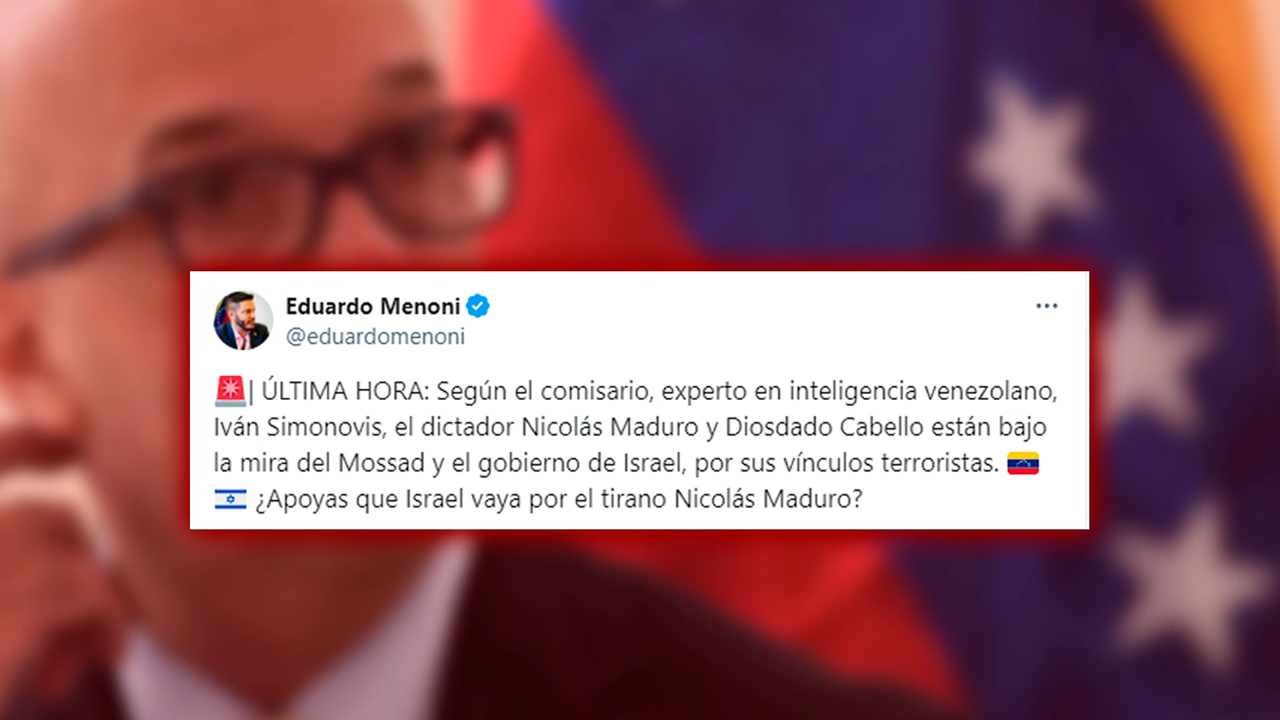 Eduardo Menoni
@eduardomenoni
🚨| ÚLTIMA HORA: Según el comisario, experto en inteligencia venezolano,
Iván Simonovis, el dictador Nicolás Maduro y Diosdado Cabello están bajo
la mira del Mossad y el gobierno de Israel, por sus vínculos terroristas. 🇻🇪
🇮🇱 ¿Apoyas que Israel vaya por el tirano Nicolás Maduro?